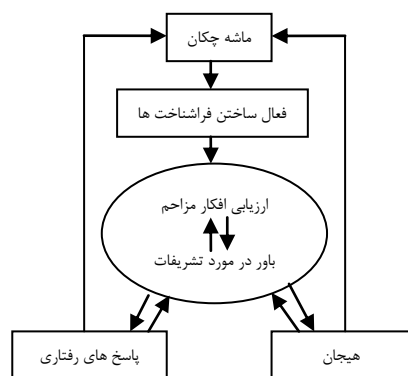 ماشه چکان
فعال ساختن فراشناخت ها
ارزیابی افکار مزاحم
باور در مورد تشریفات
پاسخ های رفتاری
هیجان